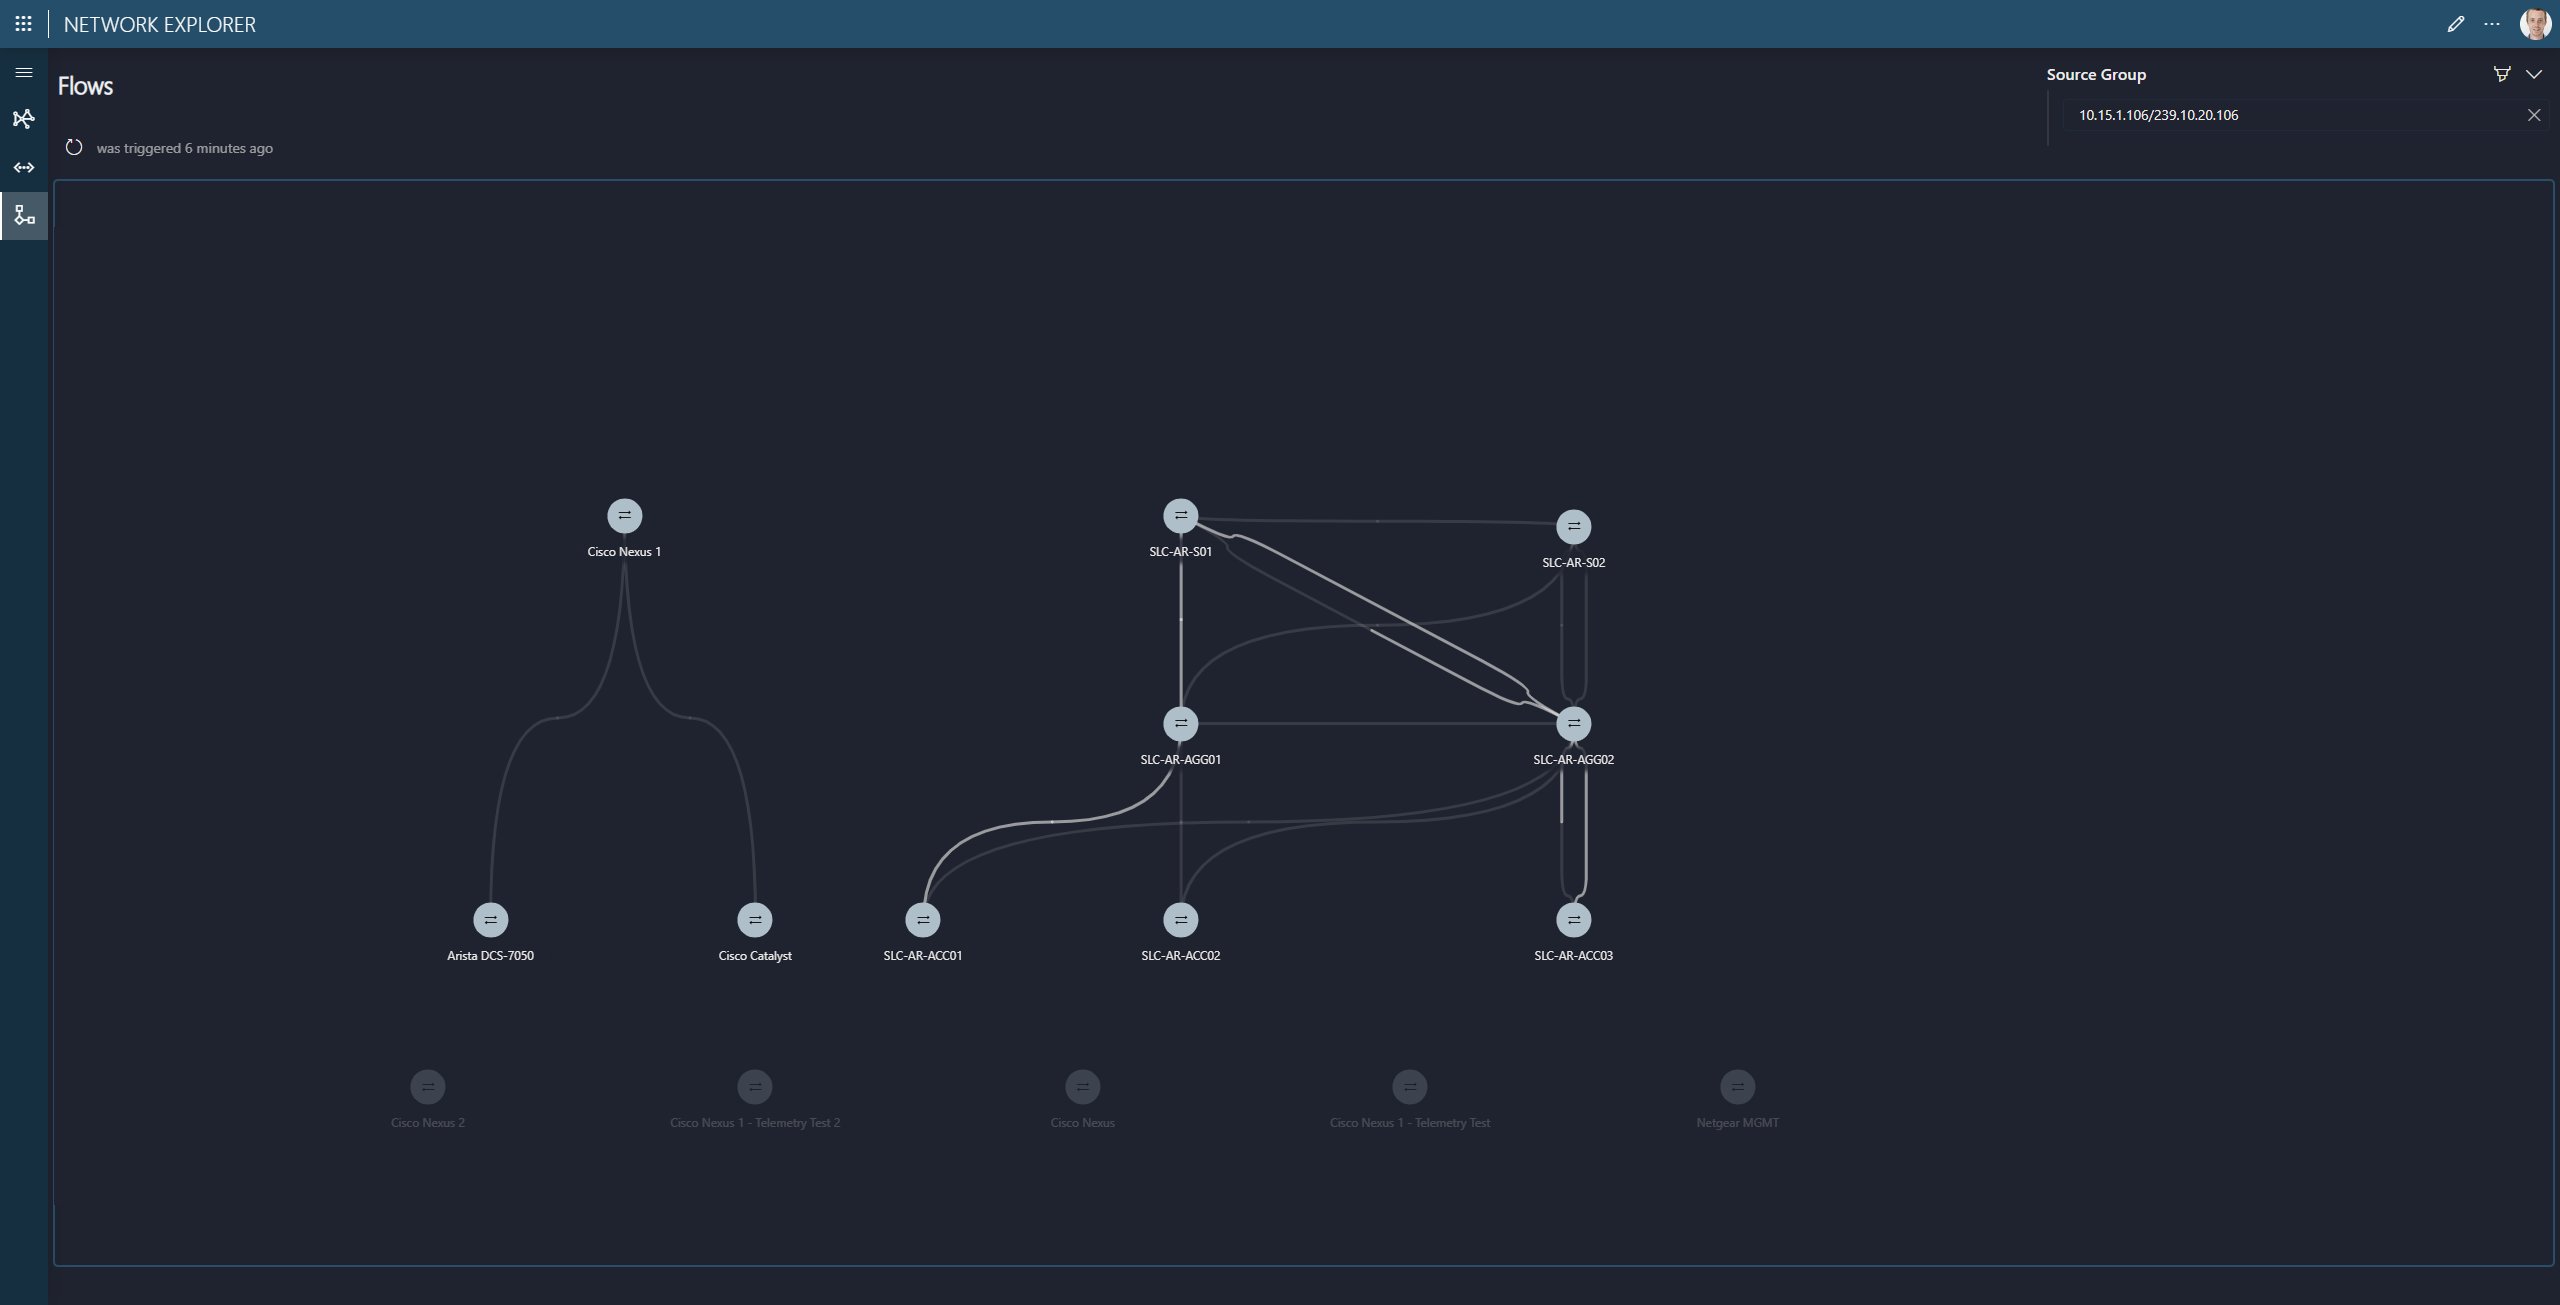 NETWORK EXPLORER
Flows
Source Group
10.15.1.106/239.10.20.106
was triggered 6 minutes ago
Cisco Nexus 1
SLC-AR-S01
SLC-AR-S02
SLC-AR-AGG01
SLC-AR-AGG02
Arista DCS-7050
Cisco Catalyst
SLC-AR-ACC01
SLC-AR-ACC02
SLC-AR-ACC03
Cisco Nexus 2
Cisco Nexus 1 - Telemetry Test 2
Cisco Nexus
Cisco Nexus 1 - Telemetry Test
Netgear MGMT